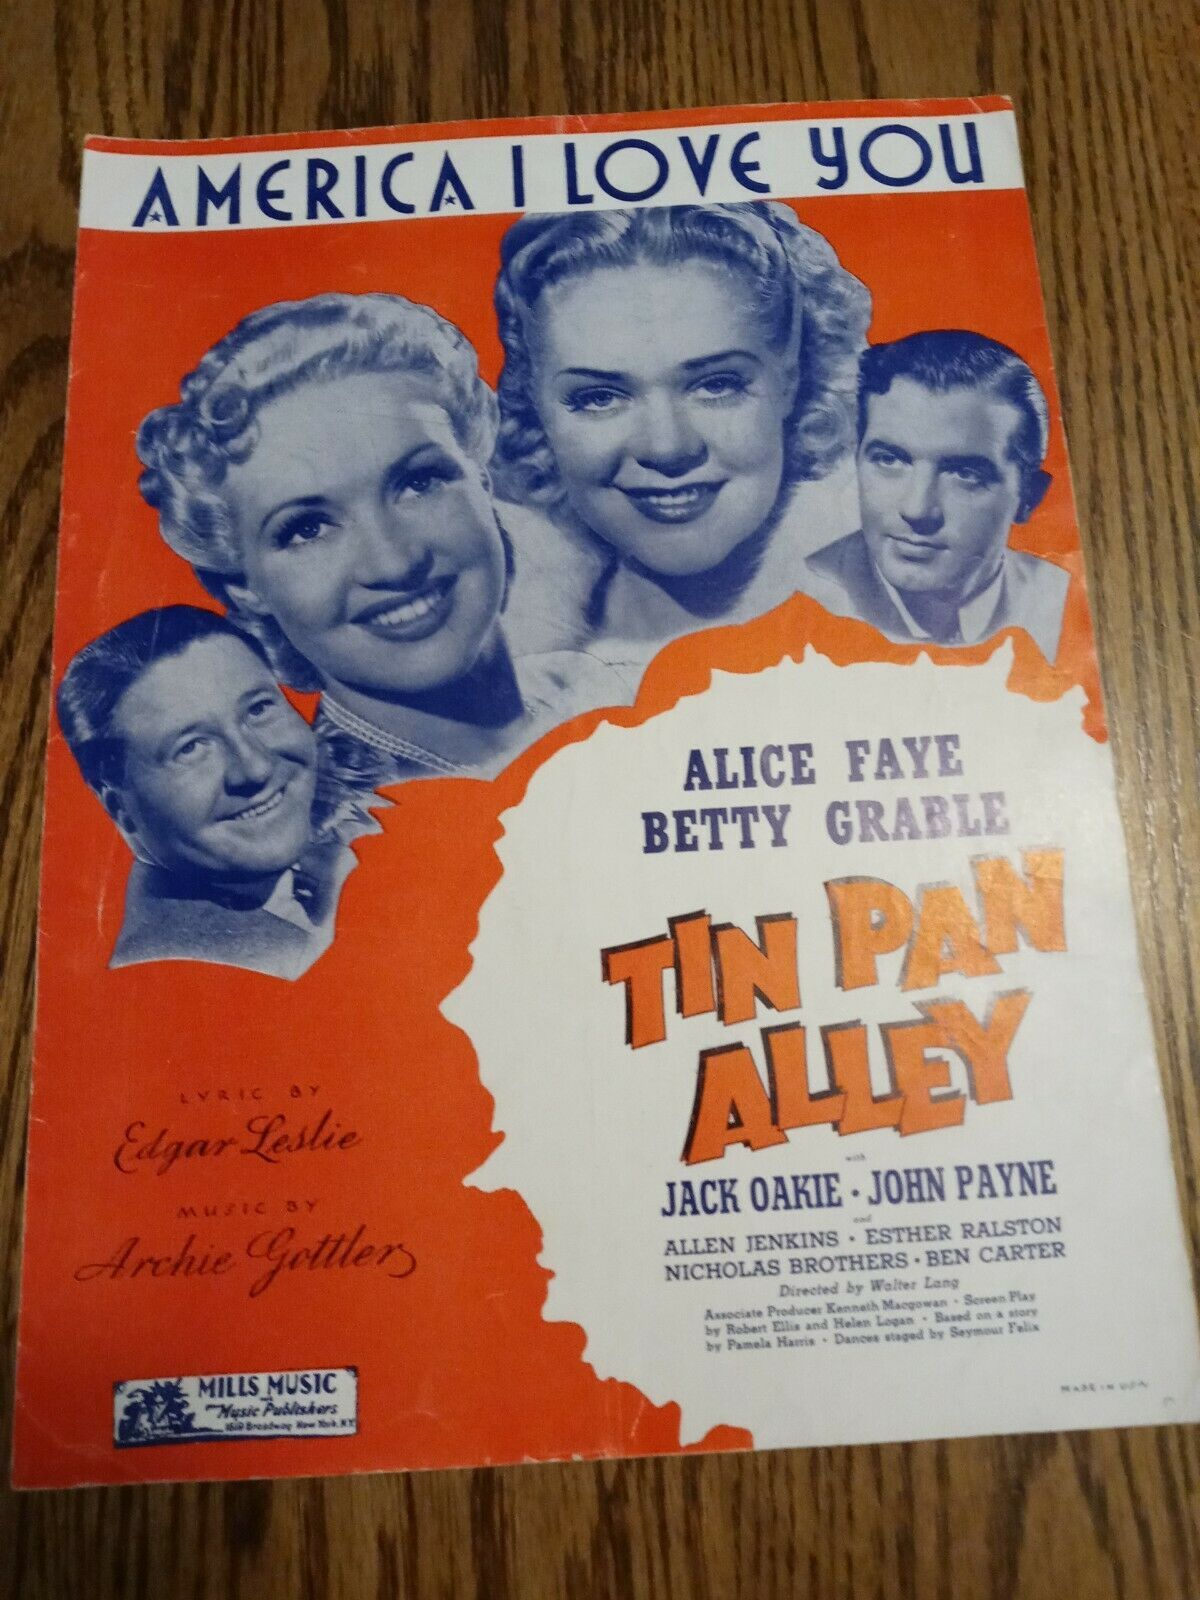 AMERICA I LOVE YOU
ALICE FAYE
BETTY GRABLE
TIN PAN
ALLEY
with
JACK OAKIE · JOHN PAYNE
and
ALLEN JENKINS · ESTHER RALSTON
NICHOLAS BROTHERS · BEN CARTER
Directed by Walter Lang
Associate Producer Kenneth Macgowan · Screen Play
by Robert Ellis and Helen Logan · Based on a story
by Pamela Harris · Dances staged by Seymour Felix
LYRIC BY
Edgar Leslie
MUSIC BY
Archie Gottler
MILLS MUSIC
Music Publishers
1619 Broadway New York, N.Y.
MADE IN U.S.A.